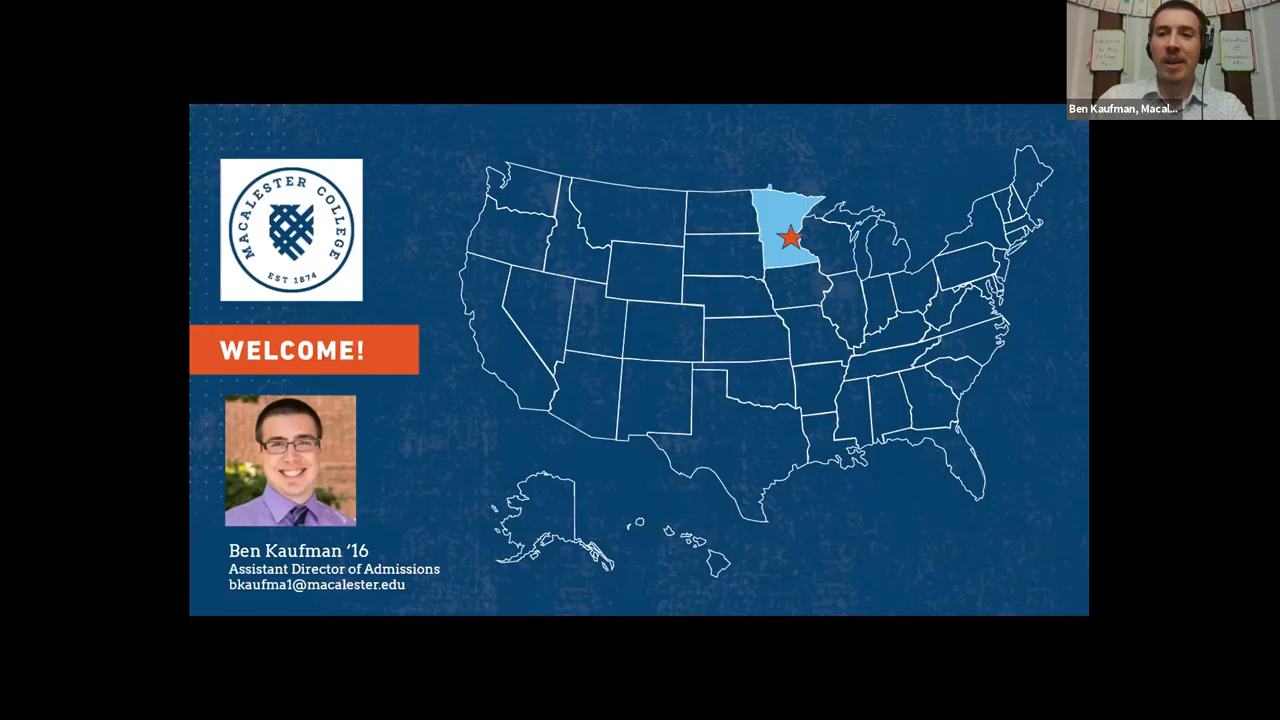 MACALESTER COLLEGE
EST 1874
WELCOME!
Ben Kaufman ‘16
Assistant Director of Admissions
bkaufma1@macalester.edu
Ben Kaufman, Macal...